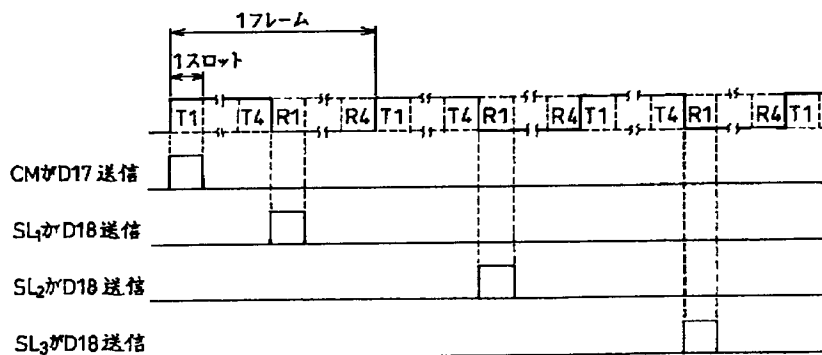 1フレーム
1スロット
T1 T4 R1 R4 T1 T4 R1 R4 T1 T4 R1 R4 T1
CMがD17送信
SL₁がD18送信
SL₂がD18送信
SL₃がD18送信